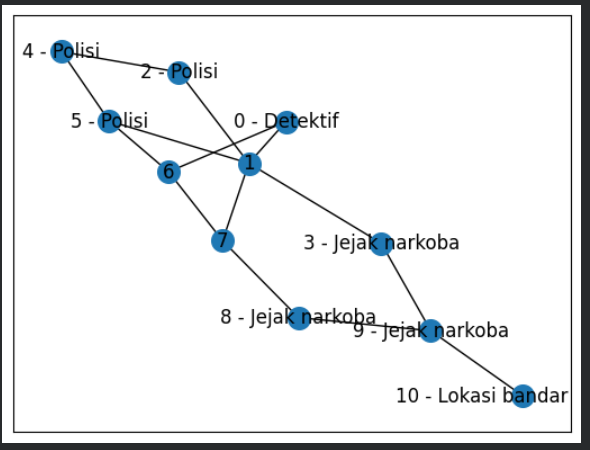 4 - Polisi
2 - Polisi
5 - Polisi
0 - Detektif
1
6
7
3 - Jejak narkoba
8 - Jejak narkoba
9 - Jejak narkoba
10 - Lokasi bandar